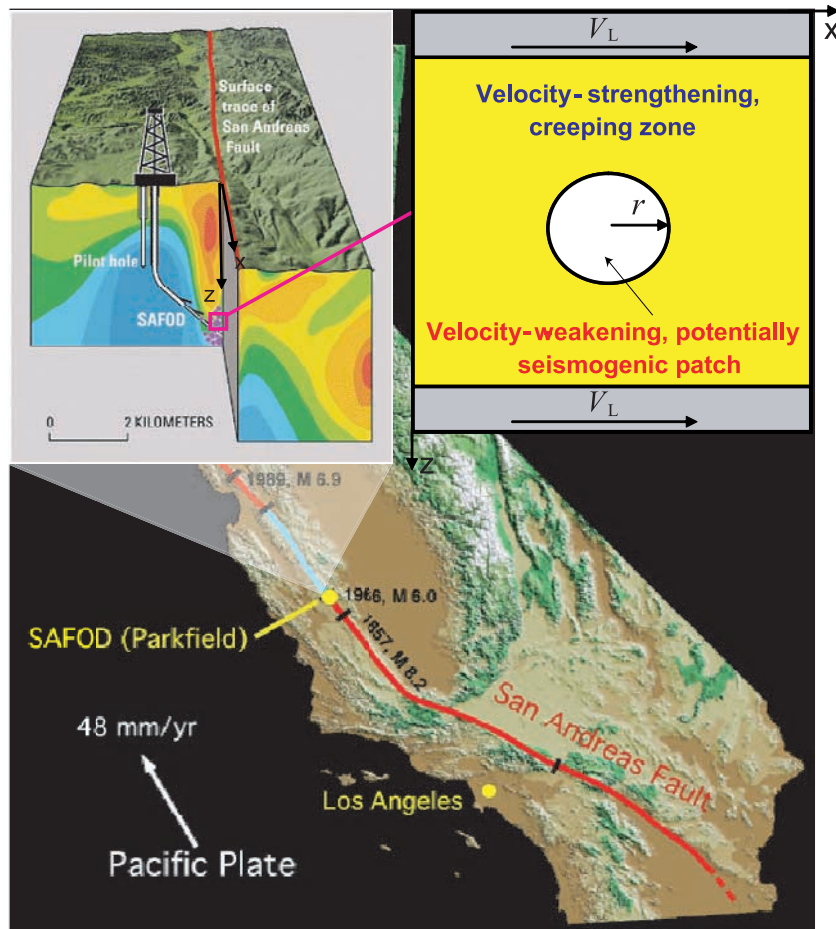 Surface
trace of
San Andreas
Fault
Pilot hole
SAFOD
x
z
0 2 KILOMETERS
V_L
x
Velocity- strengthening,
creeping zone
r
Velocity-weakening, potentially
seismogenic patch
V_L
z
1989, M 6.9
1966, M 6.0
1857, M 8.2
SAFOD (Parkfield)
48 mm/yr
Pacific Plate
San Andreas Fault
Los Angeles